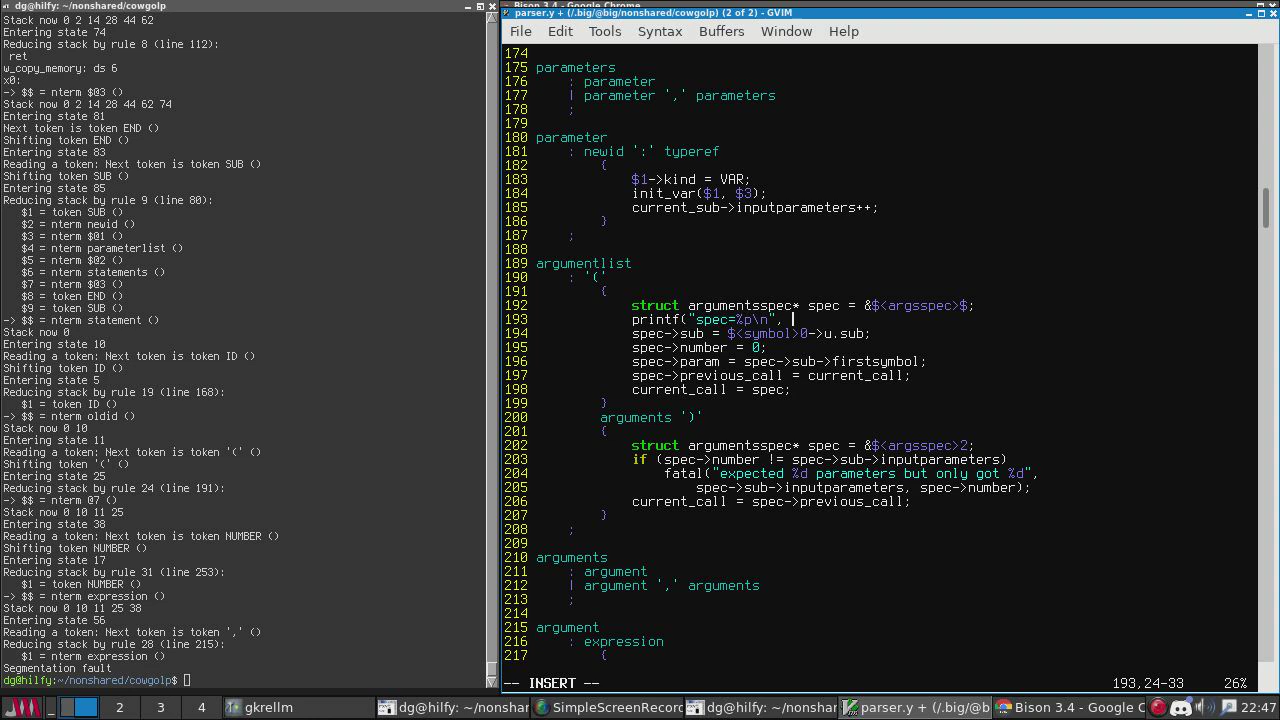 dg@hilfy: ~/nonshared/cowgolp
Stack now 0 2 14 28 44 62
Entering state 74
Reducing stack by rule 6 (line 112):
ret
w_copy_memory: ds 6
x0:
-> $$ = nterm $@3 ()
Stack now 0 2 14 28 44 62 74
Entering state 81
Next token is token END ()
Shifting token END ()
Entering state 83
Reading a token: Next token is token SUB ()
Shifting token SUB ()
Entering state 85
Reducing stack by rule 9 (line 80):
$1 = token SUB ()
$2 = nterm newid ()
$3 = nterm $@1 ()
$4 = nterm parameterlist ()
$5 = nterm $@2 ()
$6 = nterm statements ()
$7 = nterm $@3 ()
$8 = token END ()
$9 = token SUB ()
-> $$ = nterm statement ()
Stack now 0
Entering state 10
Reading a token: Next token is token ID ()
Shifting token ID ()
Entering state 5
Reducing stack by rule 19 (line 168):
$1 = token ID ()
-> $$ = nterm oldid ()
Stack now 0 10
Entering state 11
Reading a token: Next token is token '(' ()
Shifting token '(' ()
Entering state 25
Reducing stack by rule 24 (line 191):
-> $$ = nterm @7 ()
Stack now 0 10 11 25
Entering state 38
Reading a token: Next token is token NUMBER ()
Shifting token NUMBER ()
Entering state 17
Reducing stack by rule 31 (line 253):
$1 = token NUMBER ()
-> $$ = nterm expression ()
Stack now 0 10 11 25 38
Entering state 56
Reading a token: Next token is token ',' ()
Reducing stack by rule 28 (line 215):
$1 = nterm expression ()
Segmentation fault
dg@hilfy:~/nonshared/cowgolp$
Bison 3.4 - Google Chrome
parser.y + (/.big/@big/nonshared/cowgolp) (2 of 2) - GVIM
File Edit Tools Syntax Buffers Window Help
174
175 parameters
176 : parameter
177 | parameter ',' parameters
178 ;
179
180 parameter
181 : newid ':' typeref
182 {
183 $1->kind = VAR;
184 init_var($1, $3);
185 current_sub->inputparameters++;
186 }
187 ;
188
189 argumentlist
190 : '('
191 {
192 struct argumentsspec* spec = &$<argsspec>$;
193 printf("spec=%p\n",
194 spec->sub = $<symbol>0->u.sub;
195 spec->number = 0;
196 spec->param = spec->sub->firstsymbol;
197 spec->previous_call = current_call;
198 current_call = spec;
199 }
200 arguments ')'
201 {
202 struct argumentsspec* spec = &$<argsspec>2;
203 if (spec->number != spec->sub->inputparameters)
204 fatal("expected %d parameters but only got %d",
205 spec->sub->inputparameters, spec->number);
206 current_call = spec->previous_call;
207 }
208 ;
209
210 arguments
211 : argument
212 | argument ',' arguments
213 ;
214
215 argument
216 : expression
217 {
-- INSERT -- 193,24-33 26%
2 3 4 gkrellm dg@hilfy: ~/nonshar SimpleScreenRecor dg@hilfy: ~/nonshar parser.y + (/.big/@b Bison 3.4 - Google C 22:47